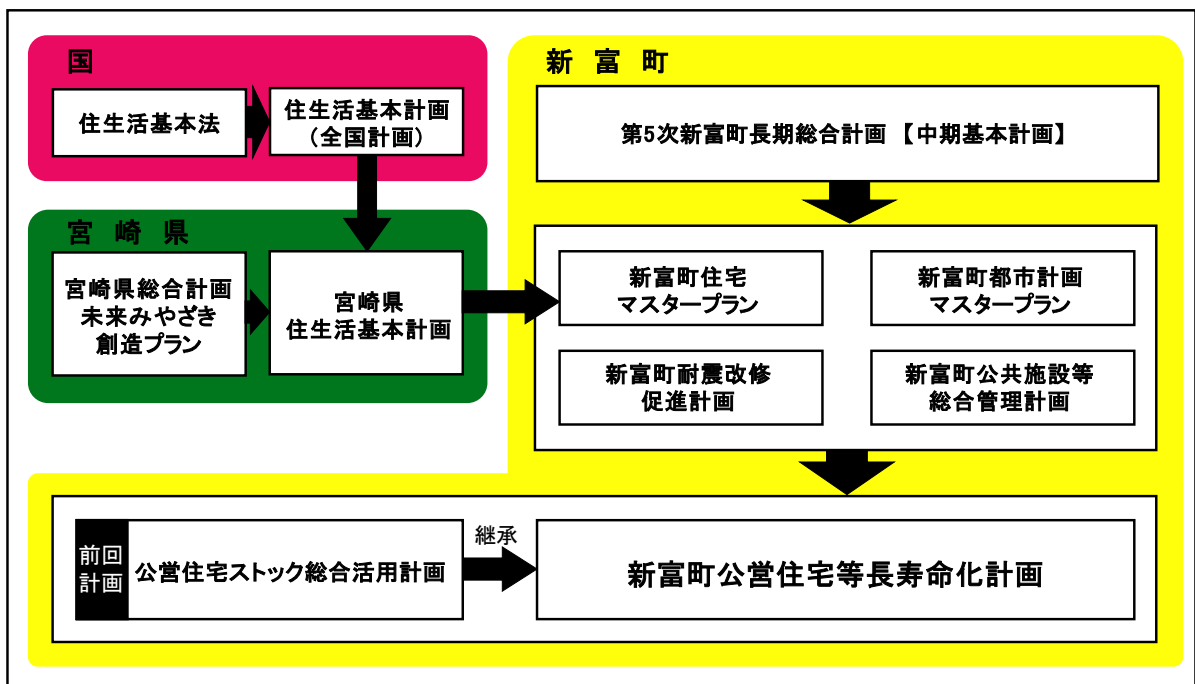 国
住生活基本法
住生活基本計画
(全国計画)
宮崎県
宮崎県総合計画
未来みやざき
創造プラン
宮崎県
住生活基本計画
新富町
第5次新富町長期総合計画 【中期基本計画】
新富町住宅
マスタープラン
新富町都市計画
マスタープラン
新富町耐震改修
促進計画
新富町公共施設等
総合管理計画
前回
計画
公営住宅ストック総合活用計画
継承
新富町公営住宅等長寿命化計画